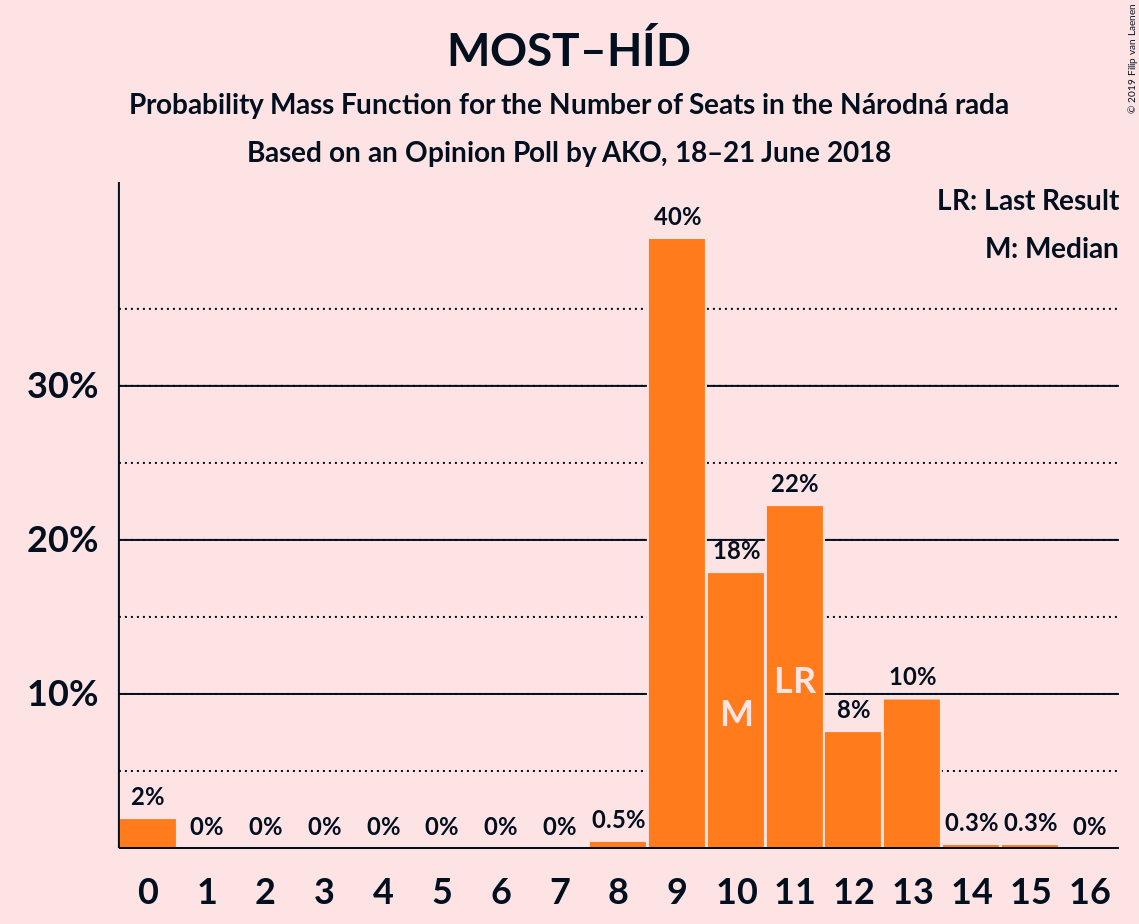 MOST–HÍD
Probability Mass Function for the Number of Seats in the Národná rada
Based on an Opinion Poll by AKO, 18–21 June 2018
© 2019 Filip van Laenen
LR: Last Result
M: Median
40%
30%
22%
20%
18%
LR
10%
10%
M
8%
2%
0%
0%
0%
0%
0%
0%
0%
0.5%
0.3%
0.3%
0%
0 1 2 3 4 5 6 7 8 9 10 11 12 13 14 15 16